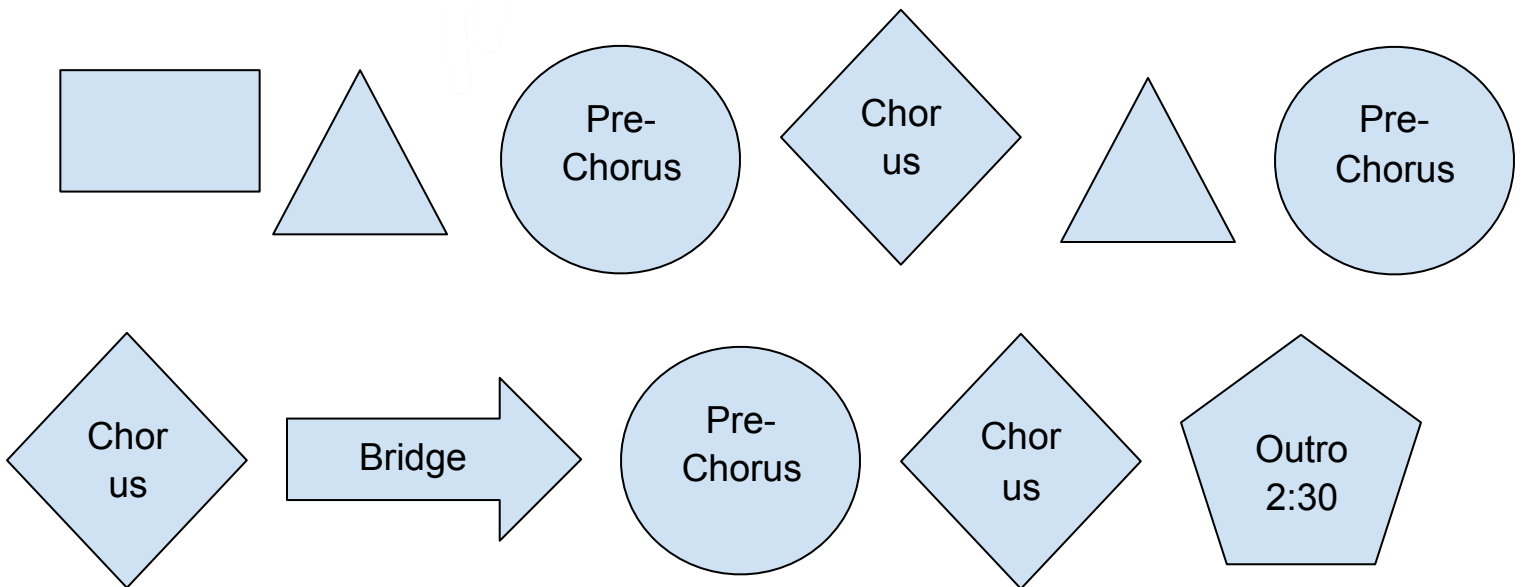 Pre-
Chorus
Chor
us
Pre-
Chorus
Chor
us
Bridge
Pre-
Chorus
Chor
us
Outro
2:30